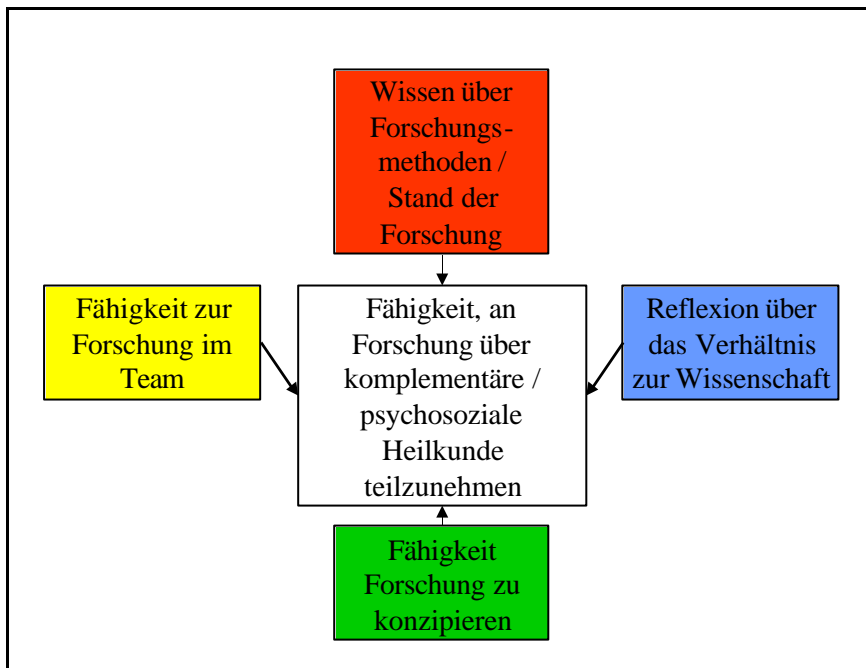 Wissen über
Forschungs-
methoden /
Stand der
Forschung
Fähigkeit zur
Forschung im
Team
Fähigkeit, an
Forschung über
komplementäre /
psychosoziale
Heilkunde
teilzunehmen
Reflexion über
das Verhältnis
zur Wissenschaft
Fähigkeit
Forschung zu
konzipieren